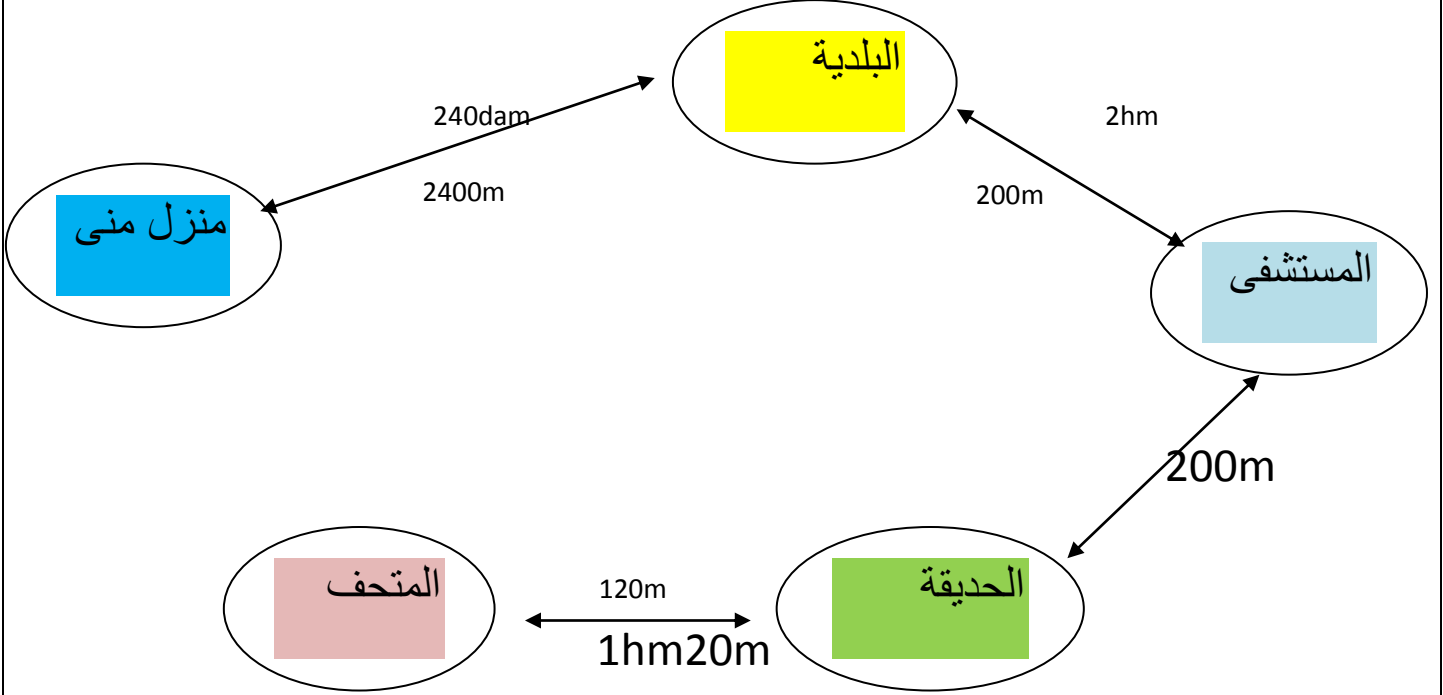 البلدية
240dam
2hm
2400m
200m
منزل منى
المستشفى
200m
المتحف
120m
1hm20m
الحديقة